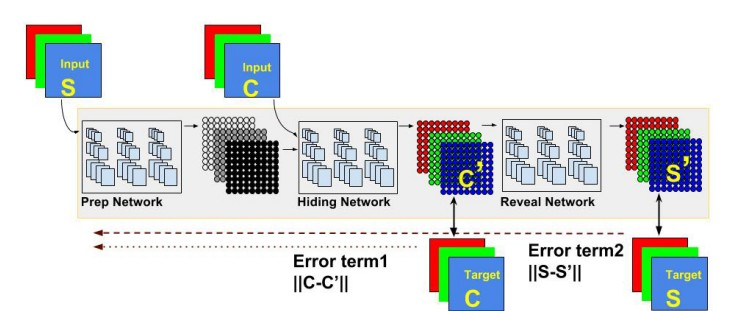 Input
S
Input
C
C’
S’
Prep Network
Hiding Network
Reveal Network
Error term1
||C-C’||
Error term2
||S-S’||
Target
C
Target
S